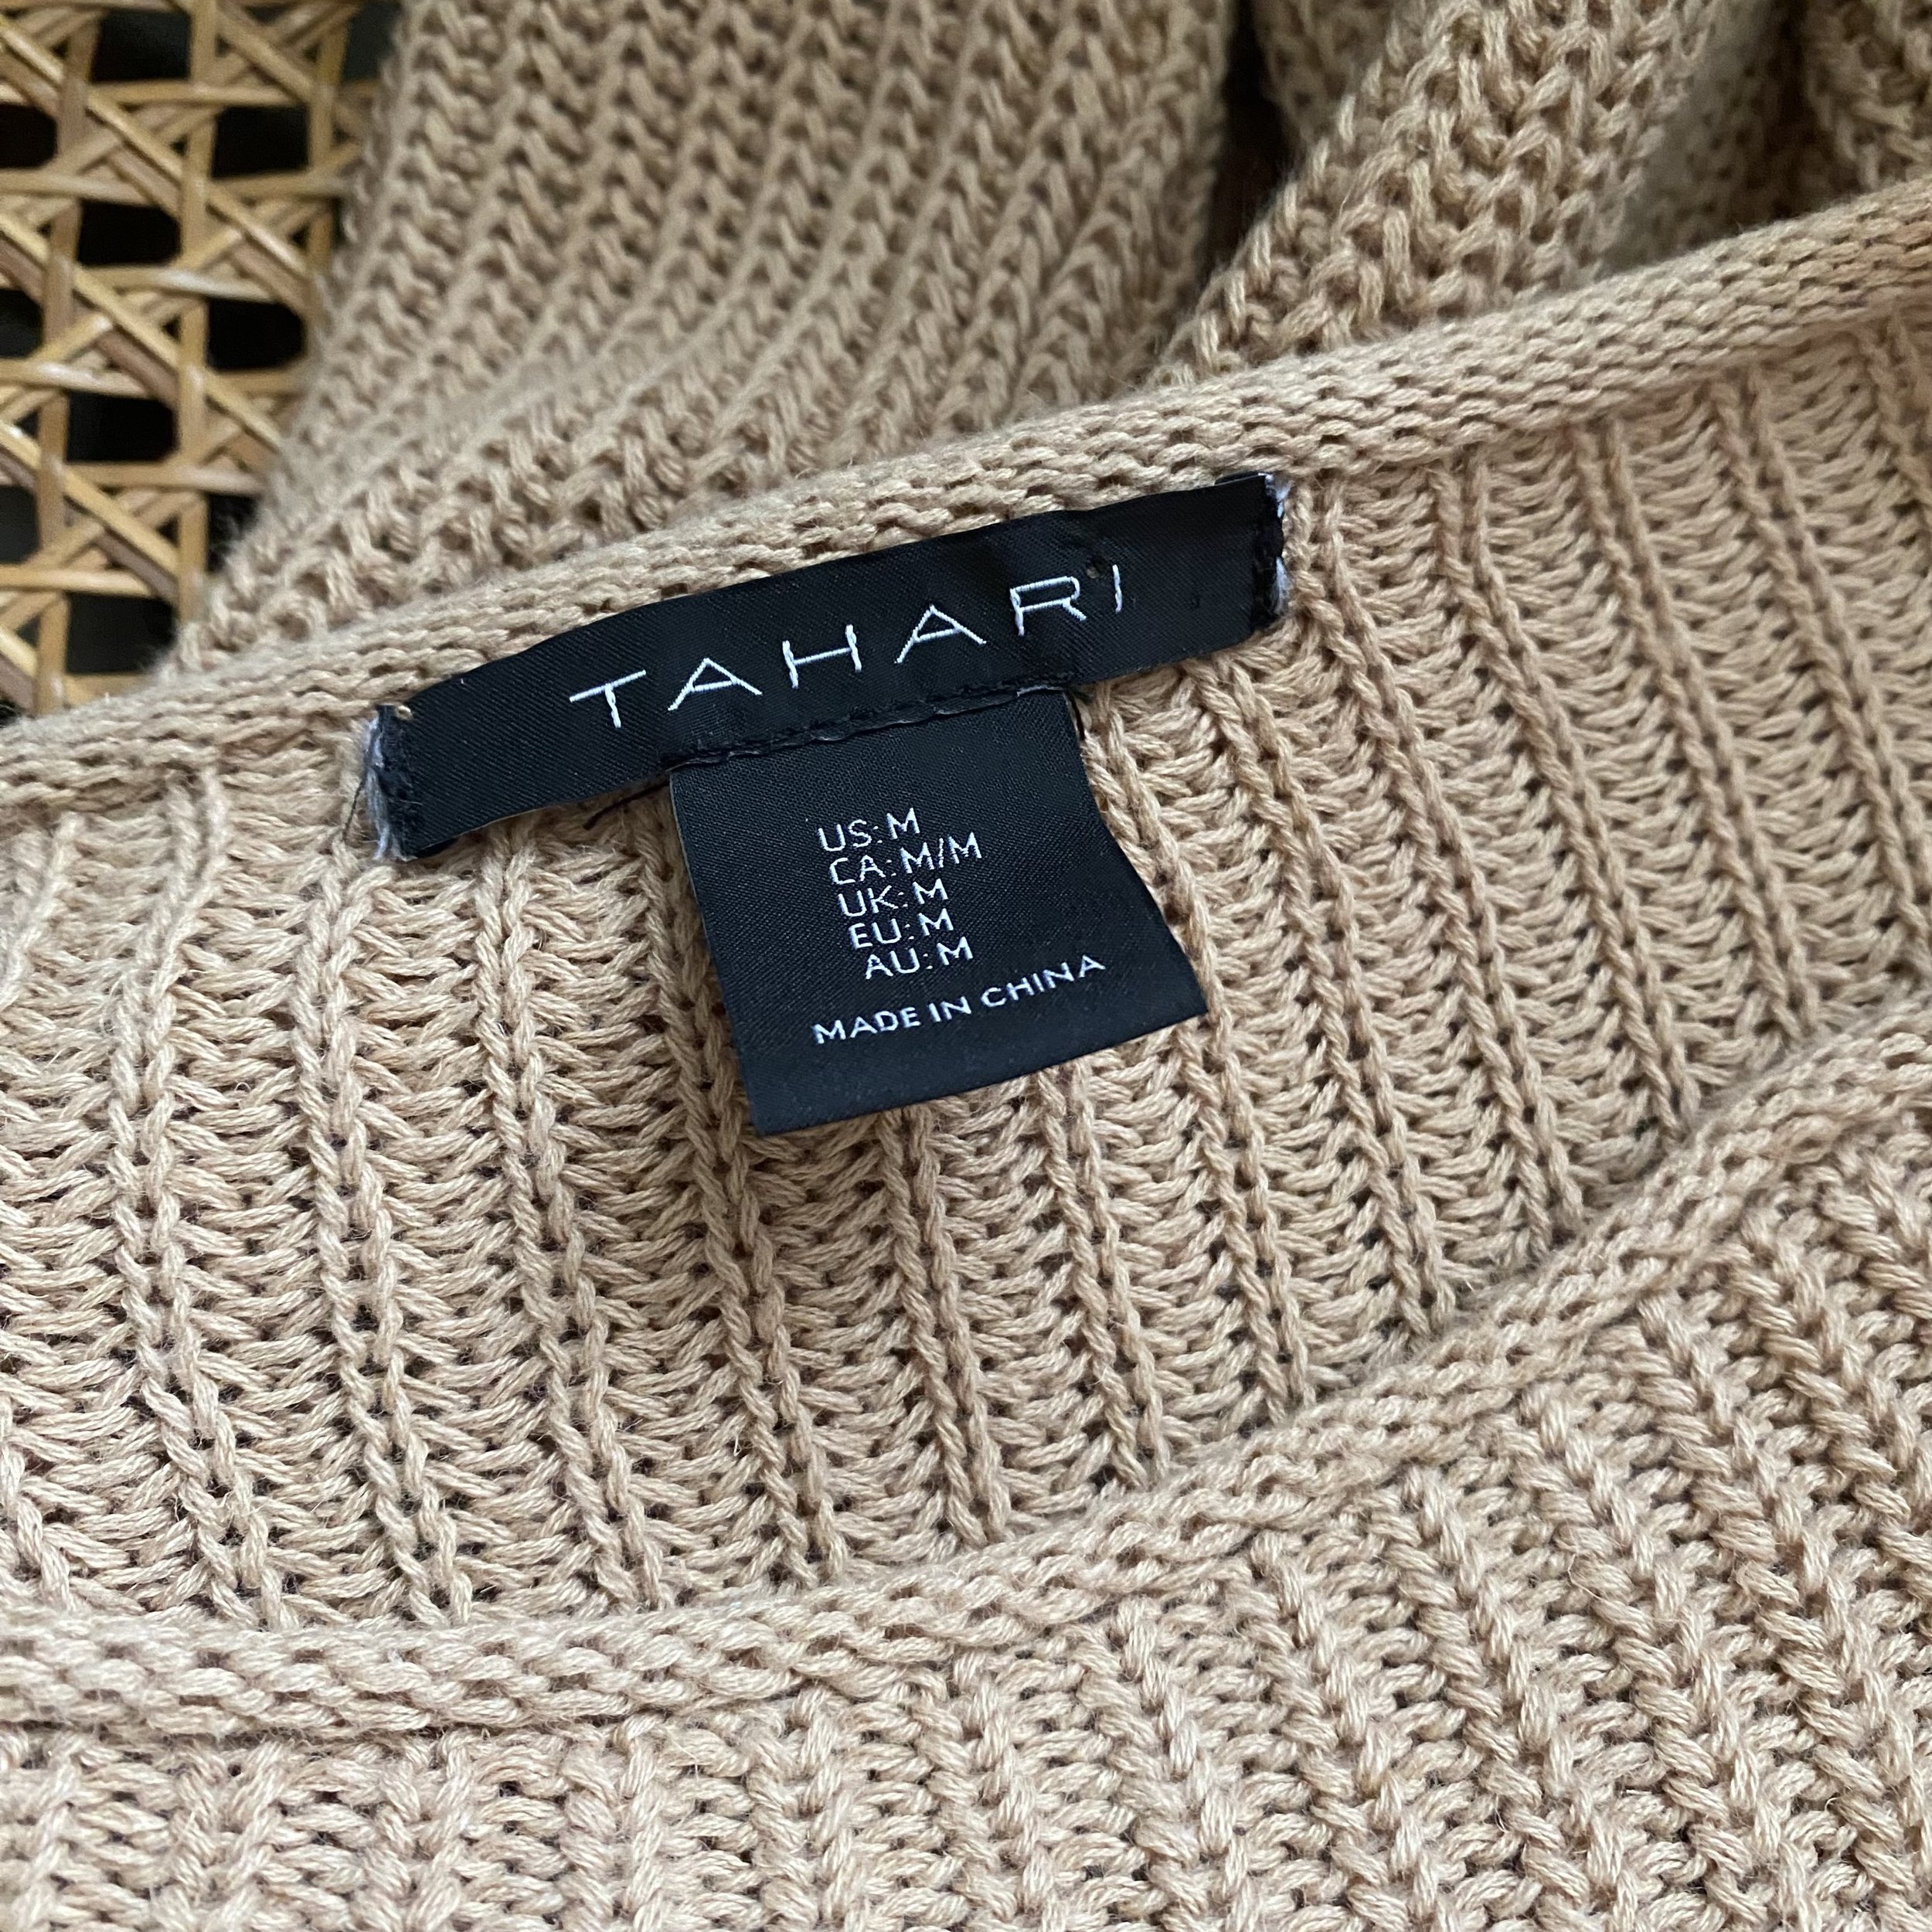 TAHARI
US: M
CA: M/M
UK: M
EU: M
AU: M
MADE IN CHINA